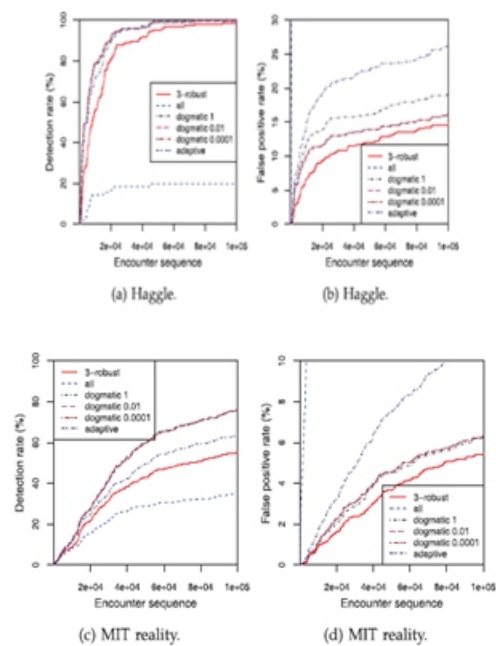 Detection rate (%)
0 20 40 60 80 100
3−robust
all
dogmatic 1
dogmatic 0.01
dogmatic 0.0001
adaptive
2e+04 4e+04 6e+04 8e+04 1e+05
Encounter sequence
(a) Haggle.
False positive rate (%)
0 5 10 15 20 25 30
3−robust
all
dogmatic 1
dogmatic 0.01
dogmatic 0.0001
adaptive
2e+04 4e+04 6e+04 8e+04 1e+05
Encounter sequence
(b) Haggle.
Detection rate (%)
0 20 40 60 80 100
3−robust
all
dogmatic 1
dogmatic 0.01
dogmatic 0.0001
adaptive
2e+04 4e+04 6e+04 8e+04 1e+05
Encounter sequence
(c) MIT reality.
False positive rate (%)
0 2 4 6 8 10
3−robust
all
dogmatic 1
dogmatic 0.01
dogmatic 0.0001
adaptive
2e+04 4e+04 6e+04 8e+04 1e+05
Encounter sequence
(d) MIT reality.